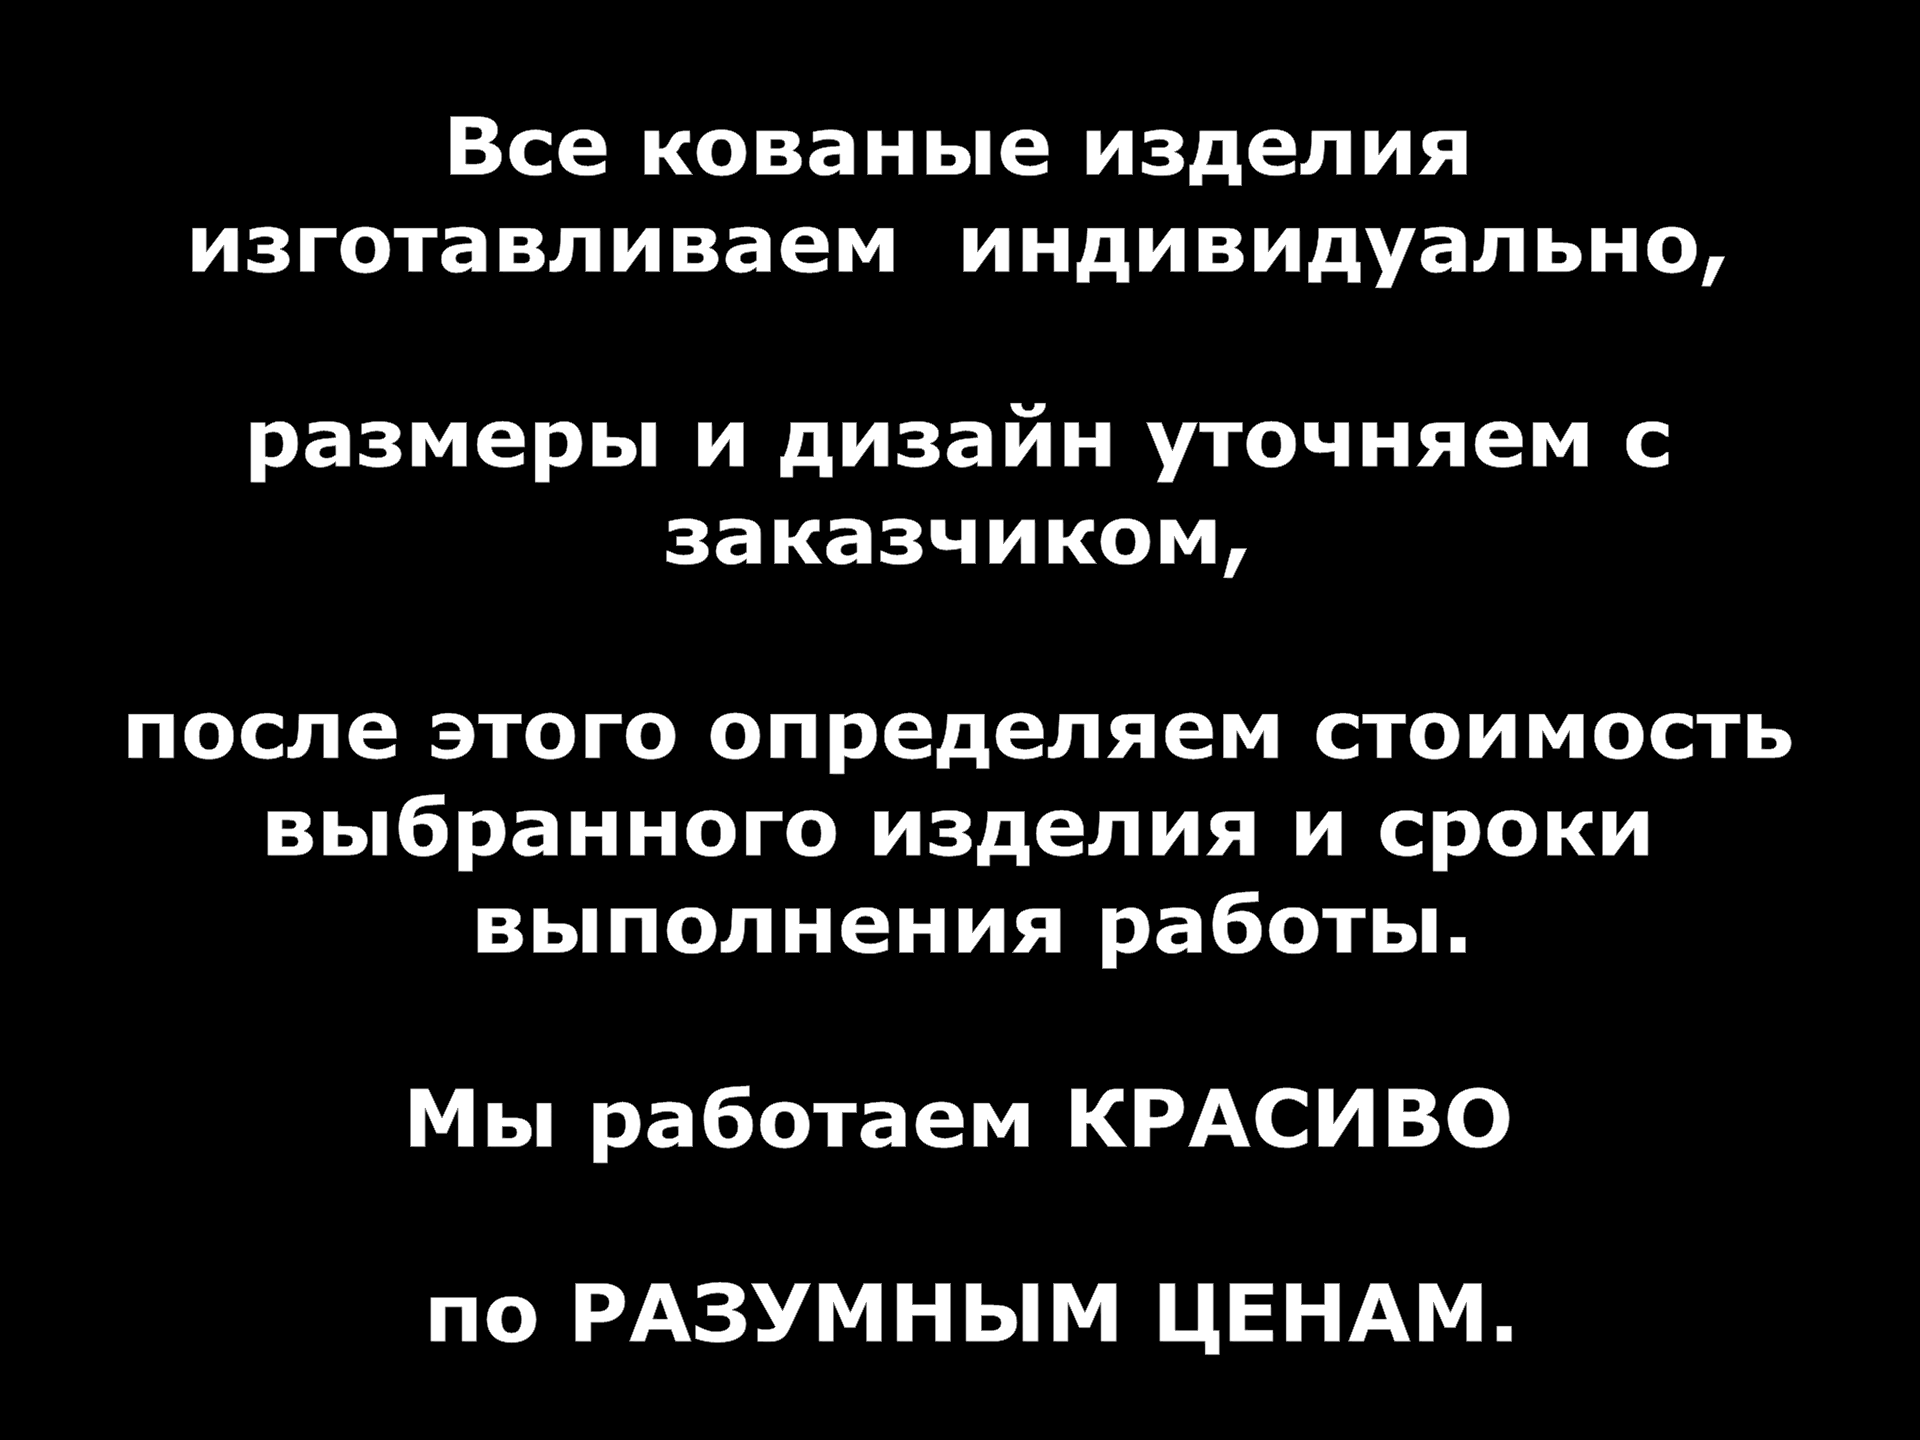 Все кованые изделия
изготавливаем индивидуально,
размеры и дизайн уточняем с
заказчиком,
после этого определяем стоимость
выбранного изделия и сроки
выполнения работы.
Мы работаем КРАСИВО
по РАЗУМНЫМ ЦЕНАМ.